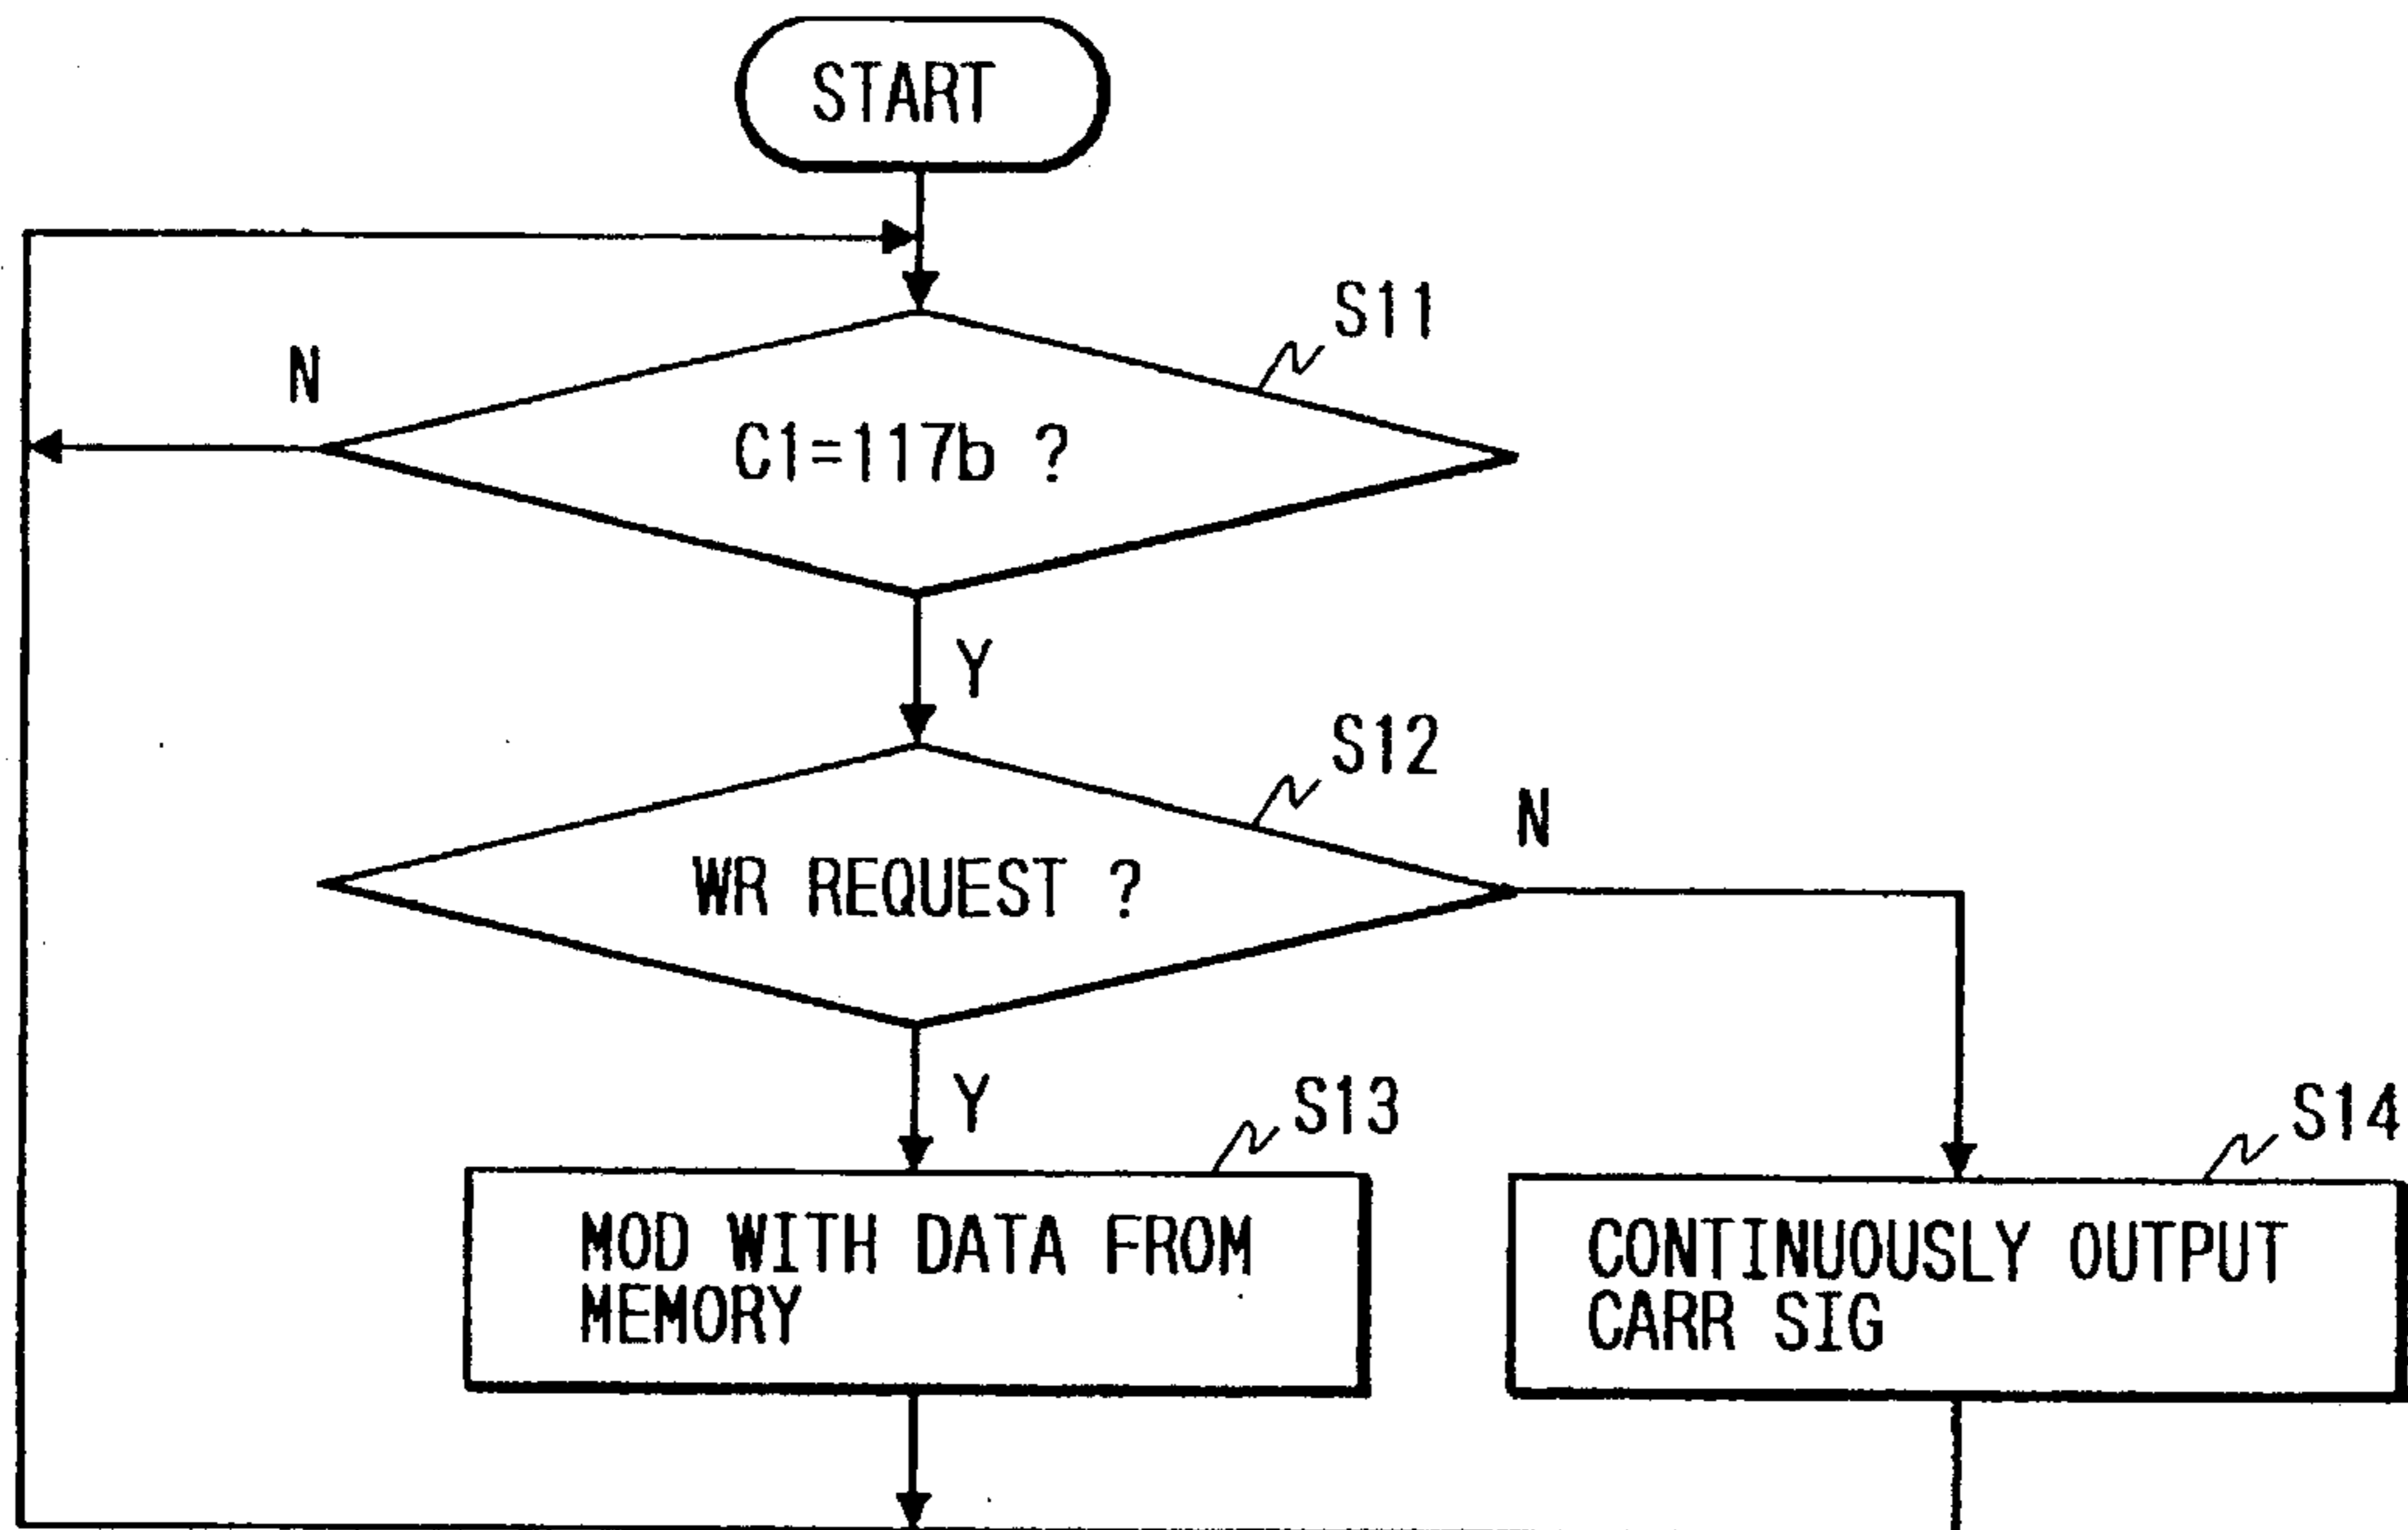 START
S11
N
C1=117b ?
Y
S12
N
WR REQUEST ?
Y
S13
S14
MOD WITH DATA FROM
MEMORY
CONTINUOUSLY OUTPUT
CARR SIG